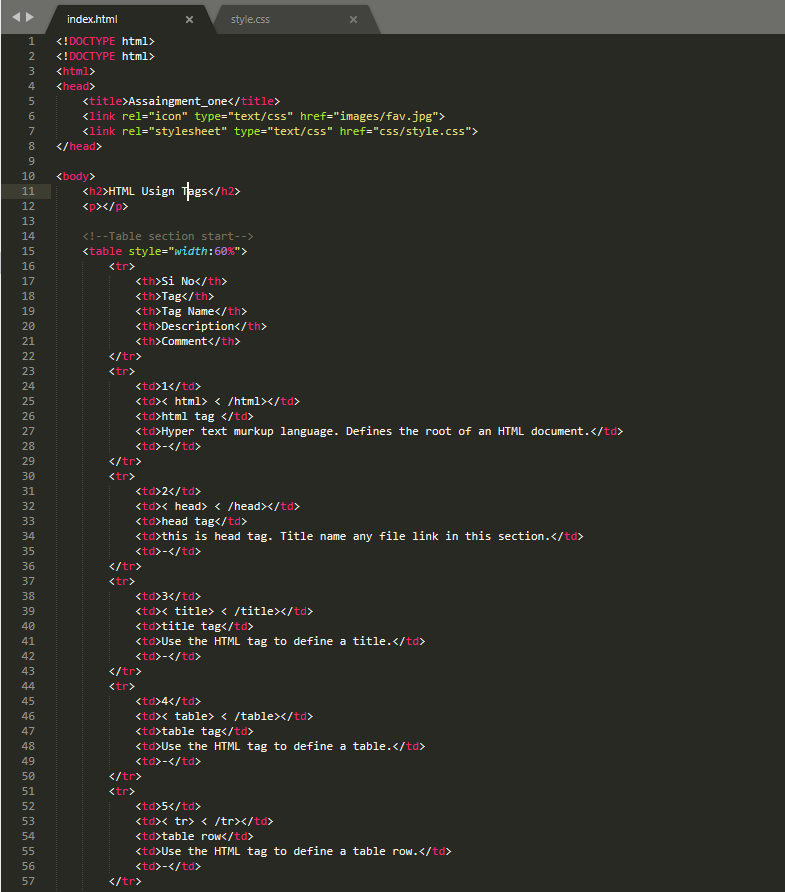 index.html × style.css ×
1 <!DOCTYPE html>
2 <!DOCTYPE html>
3 <html>
4 <head>
5 <title>Assaingment_one</title>
6 <link rel="icon" type="text/css" href="images/fav.jpg">
7 <link rel="stylesheet" type="text/css" href="css/style.css">
8 </head>
9
10 <body>
11 <h2>HTML Usign Tags</h2>
12 <p></p>
13
14 <!--Table section start-->
15 <table style="width:60%">
16 <tr>
17 <th>Si No</th>
18 <th>Tag</th>
19 <th>Tag Name</th>
20 <th>Description</th>
21 <th>Comment</th>
22 </tr>
23 <tr>
24 <td>1</td>
25 <td>< html> < /html></td>
26 <td>html tag </td>
27 <td>Hyper text murkup language. Defines the root of an HTML document.</td>
28 <td>-</td>
29 </tr>
30 <tr>
31 <td>2</td>
32 <td>< head> < /head></td>
33 <td>head tag</td>
34 <td>this is head tag. Title name any file link in this section.</td>
35 <td>-</td>
36 </tr>
37 <tr>
38 <td>3</td>
39 <td>< title> < /title></td>
40 <td>title tag</td>
41 <td>Use the HTML tag to define a title.</td>
42 <td>-</td>
43 </tr>
44 <tr>
45 <td>4</td>
46 <td>< table> < /table></td>
47 <td>table tag</td>
48 <td>Use the HTML tag to define a table.</td>
49 <td>-</td>
50 </tr>
51 <tr>
52 <td>5</td>
53 <td>< tr> < /tr></td>
54 <td>table row</td>
55 <td>Use the HTML tag to define a table row.</td>
56 <td>-</td>
57 </tr>